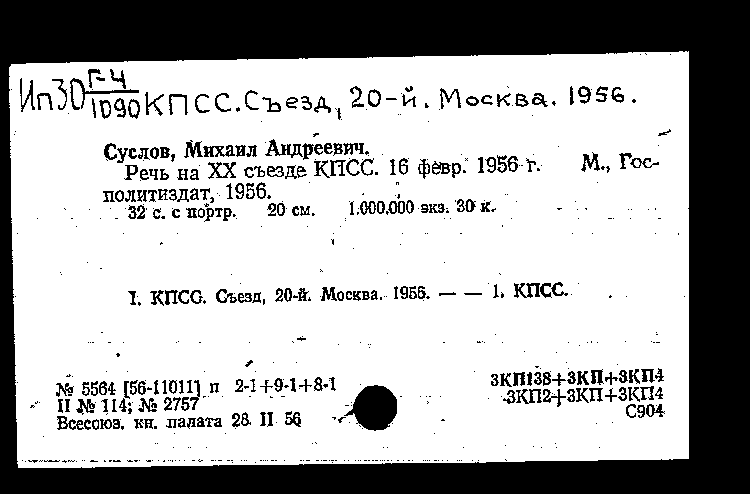 Ип30 Г-4/1090 КПСС. Съезд, 20-й. Москва. 1956.
Суслов, Михаил Андреевич.
Речь на XX съезде КПСС. 16 февр. 1956 г. М., Гос-
политиздат, 1956.
32 с. с портр. 20 см. 1.000.000 экз. 30 к.
I. КПСС. Съезд, 20-й. Москва. 1956. — — 1. КПСС.
№ 5564 [56-11011] п 2-1+9-1+8-1
II № 114; № 2757
Всесоюз. кн. палата 28 II 56
3КП138+3КП+3КП4
3КП2+3КП+3КП4
С904